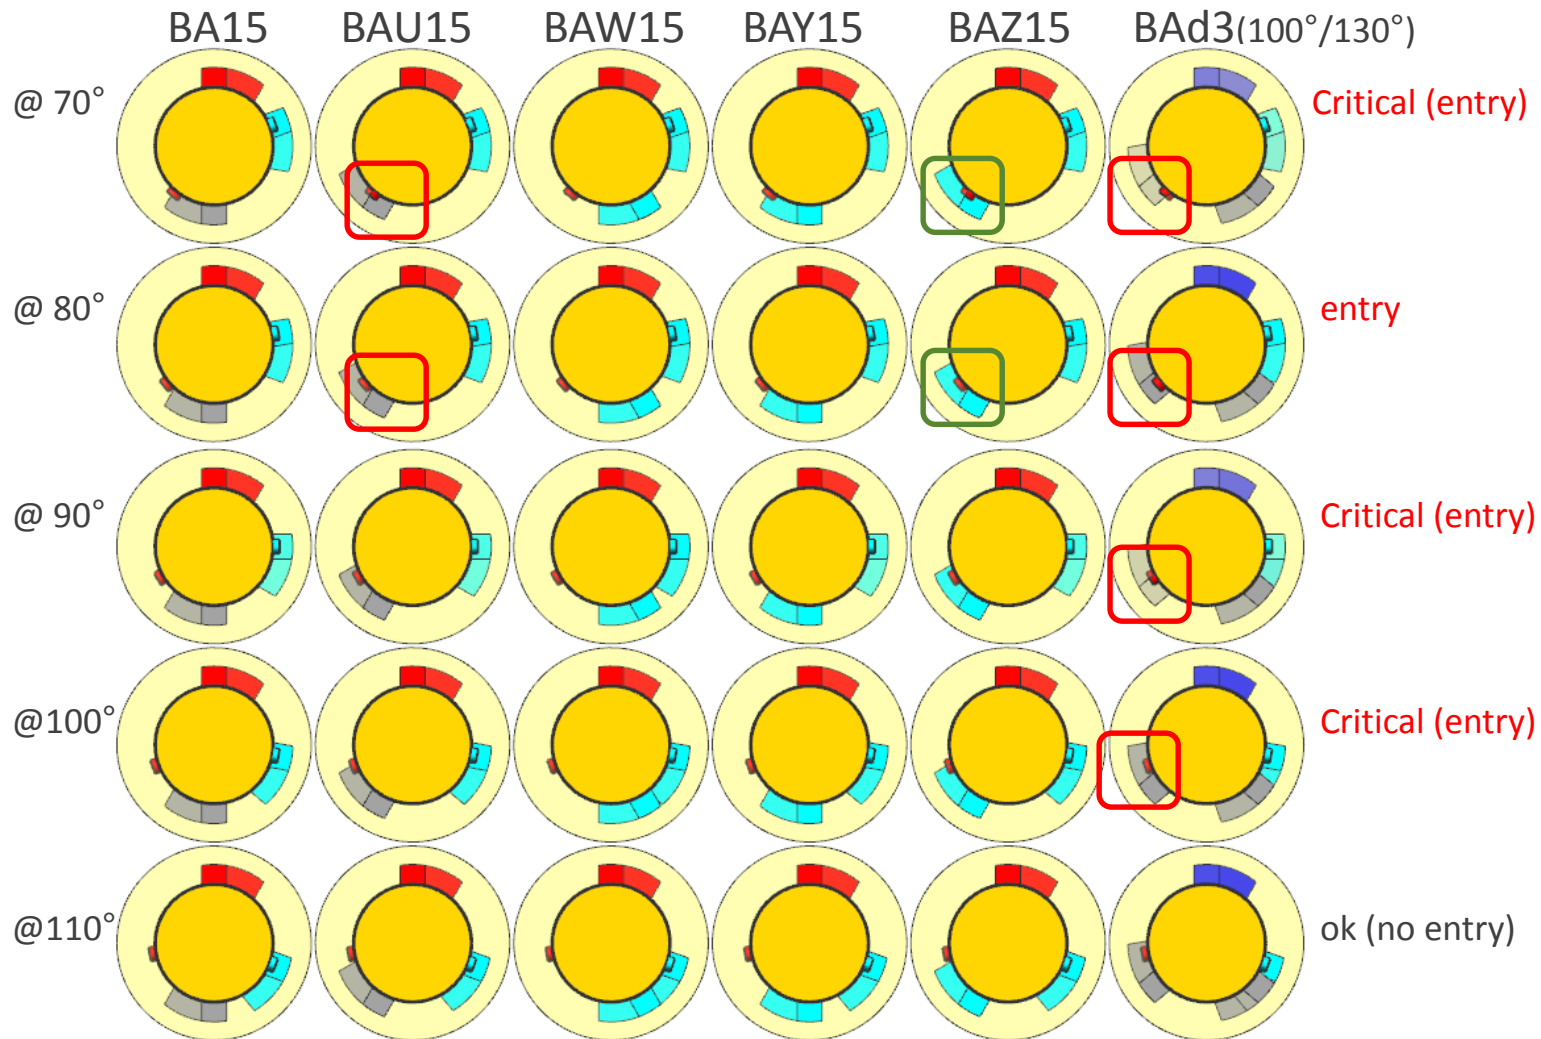 BA15 BAU15 BAW15 BAY15 BAZ15 BAd3(100°/130°)
@ 70° Critical (entry)
@ 80° entry
@ 90° Critical (entry)
@100° Critical (entry)
@110° ok (no entry)